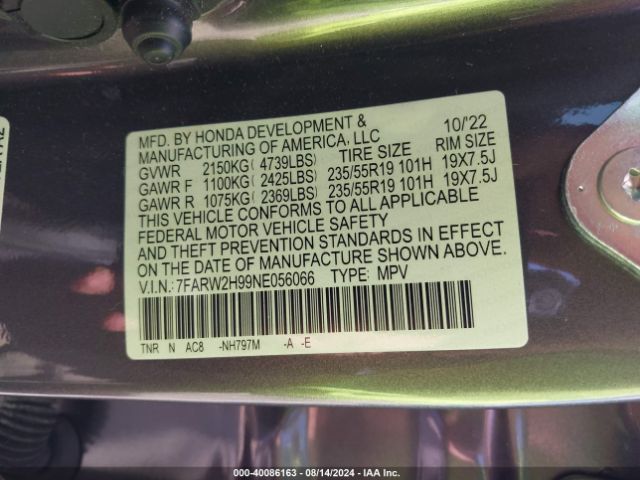 MFD. BY HONDA DEVELOPMENT & 10/'22
MANUFACTURING OF AMERICA, LLC
GVWR 2150KG( 4739LBS) TIRE SIZE RIM SIZE
GAWR F 1100KG( 2425LBS) 235/55R19 101H 19X7.5J
GAWR R 1075KG( 2369LBS) 235/55R19 101H 19X7.5J
THIS VEHICLE CONFORMS TO ALL APPLICABLE
FEDERAL MOTOR VEHICLE SAFETY
AND THEFT PREVENTION STANDARDS IN EFFECT
ON THE DATE OF MANUFACTURE SHOWN ABOVE.
V.I.N.: 7FARW2H99NE056066 TYPE: MPV
TNR N AC8 -NH797M -A -E
000-40086163 - 08/14/2024 - IAA Inc.